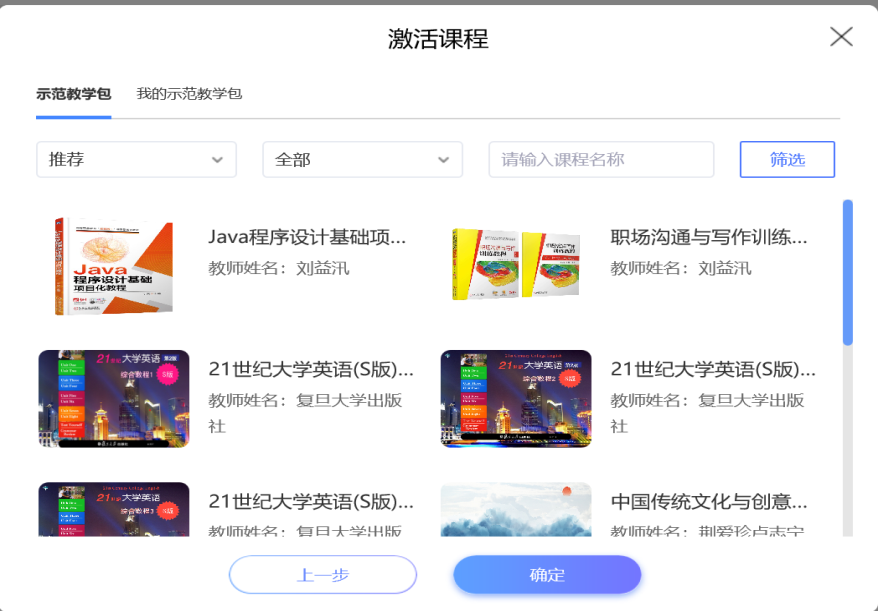 激活课程
示范教学包 我的示范教学包
推荐 全部 请输入课程名称 筛选
Java
程序设计基础
项目化教程
Java程序设计基础项...
教师姓名：刘益汛
职场沟通与写作训练...
教师姓名：刘益汛
21世纪 大学英语
综合教程1
S版
21世纪大学英语(S版)...
教师姓名：复旦大学出版
社
21世纪 大学英语
综合教程2
S版
21世纪大学英语(S版)...
教师姓名：复旦大学出版
社
21世纪 大学英语
综合教程3
S版
21世纪大学英语(S版)...
教师姓名：复旦大学出版
中国传统文化与创意...
教师姓名：荆爱珍卢志宁
上一步 确定